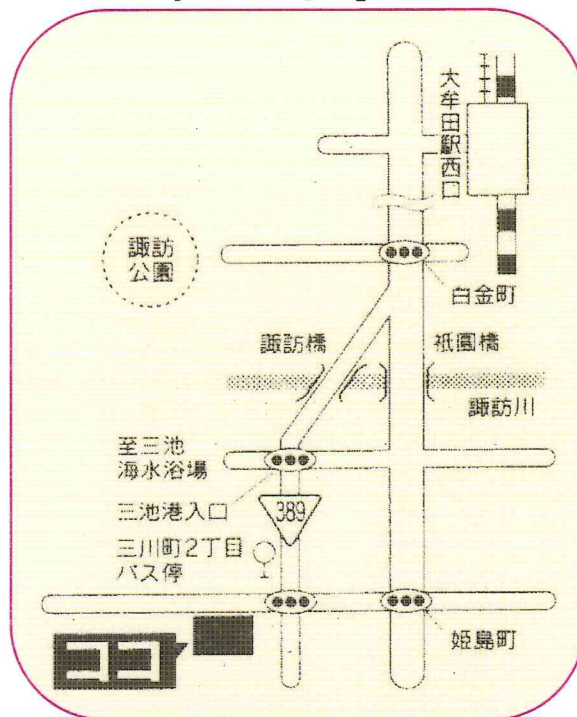 大牟田駅西口
諏訪
公園
白金町
諏訪橋
祇園橋
諏訪川
至三池
海水浴場
三池港入口
389
三川町2丁目
バス停
姫島町
ココ